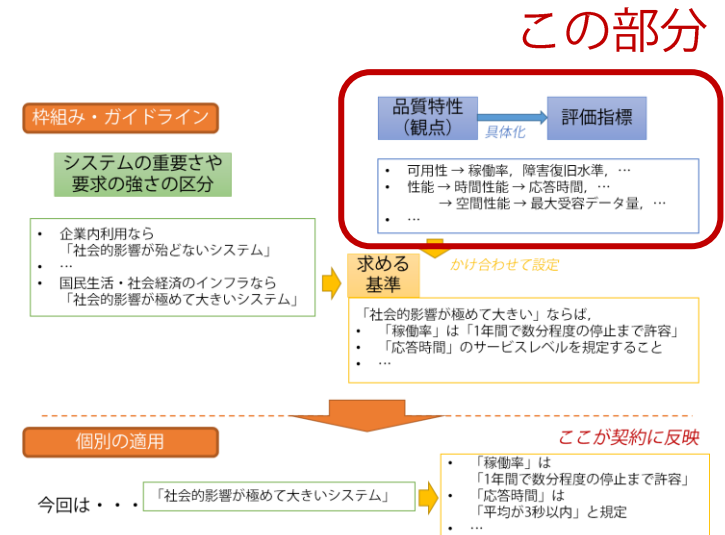 この部分
枠組み・ガイドライン
品質特性
（観点）
具体化
評価指標
システムの重要さや
要求の強さの区分
• 可用性 → 稼働率，障害復旧水準，…
• 性能 → 時間性能 → 応答時間，…
→ 空間性能 → 最大受容データ量，…
• …
• 企業内利用なら
「社会的影響が殆どないシステム」
• …
• 国民生活・社会経済のインフラなら
「社会的影響が極めて大きいシステム」
求める
基準
かけ合わせて設定
「社会的影響が極めて大きい」ならば，
• 「稼働率」は「1年間で数分程度の停止まで許容」
• 「応答時間」のサービスレベルを規定すること
• …
個別の適用
ここが契約に反映
今回は・・・
「社会的影響が極めて大きいシステム」
• 「稼働率」は
「1年間で数分程度の停止まで許容」
• 「応答時間」は
「平均が3秒以内」と規定
• …